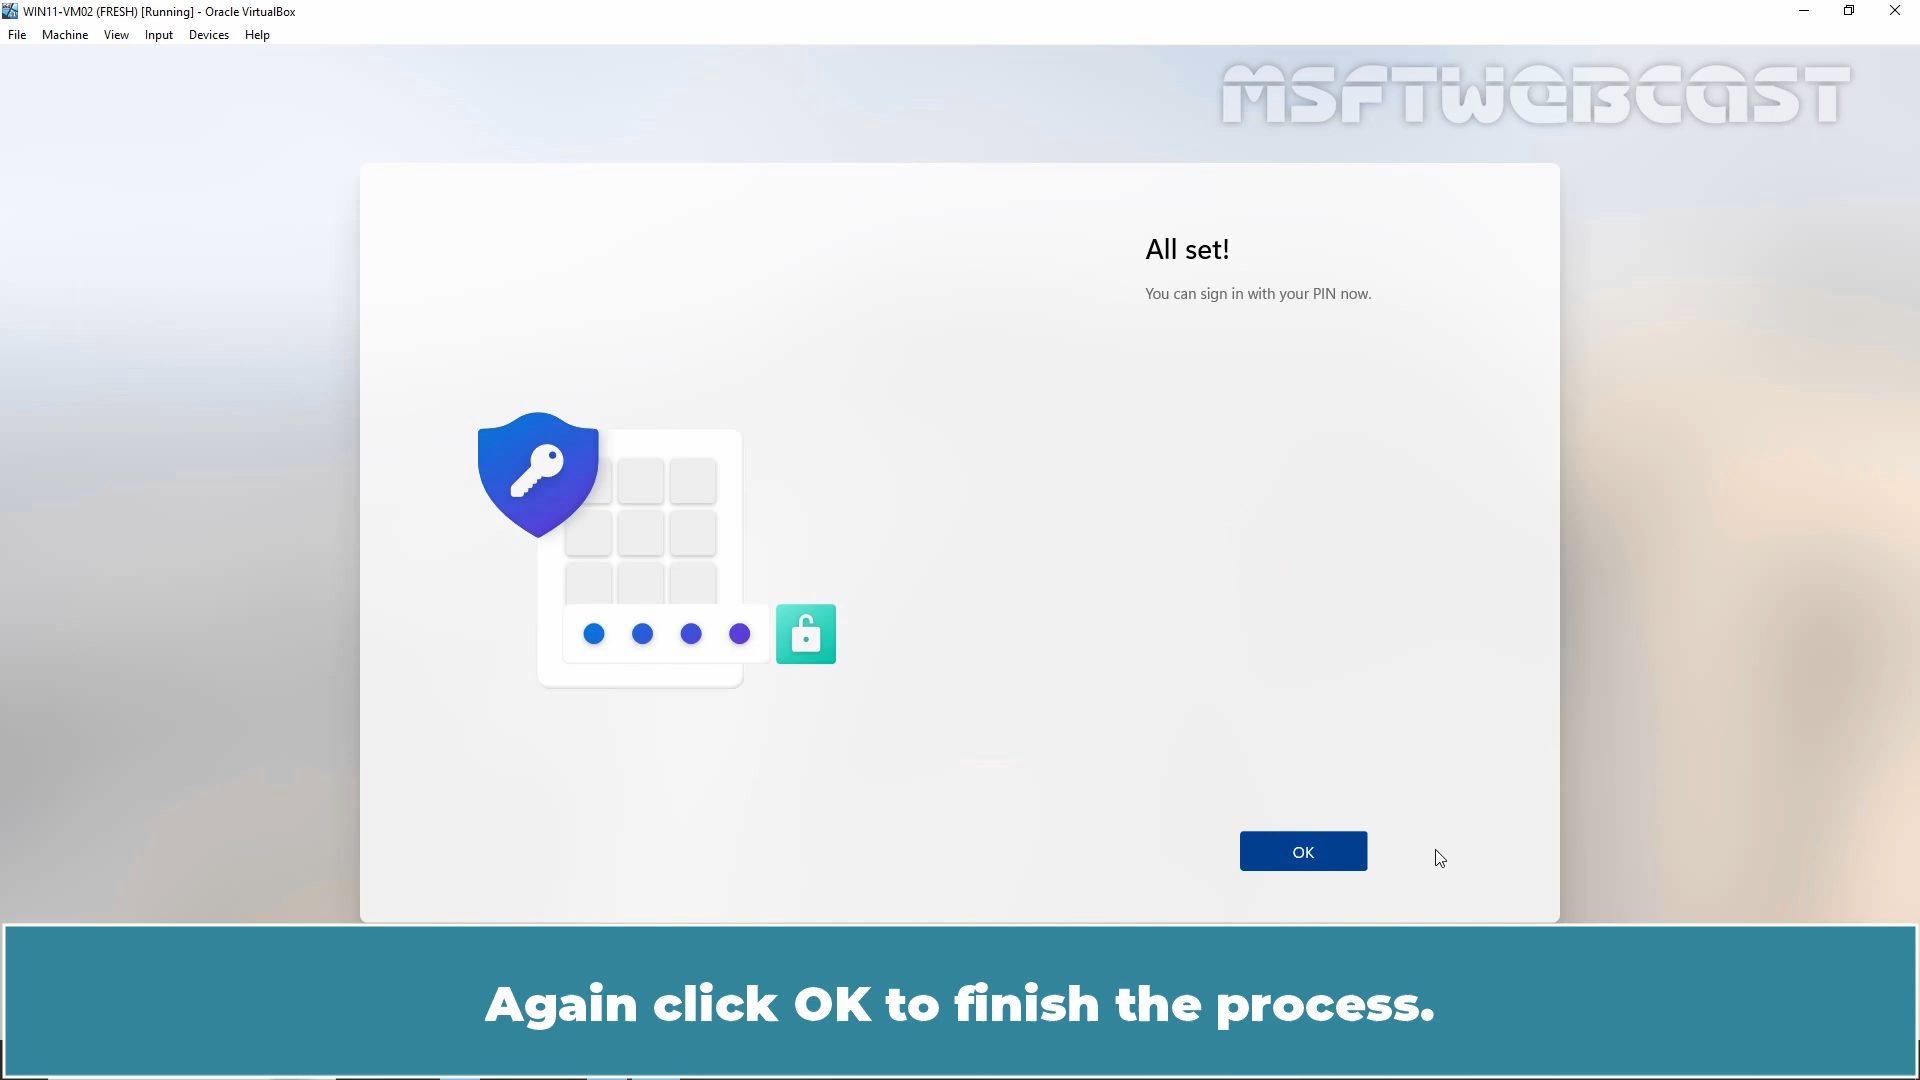 WIN11-VM02 (FRESH) [Running] - Oracle VirtualBox
File Machine View Input Devices Help
MSFTWEBCAST
All set!
You can sign in with your PIN now.
OK
Again click OK to finish the process.